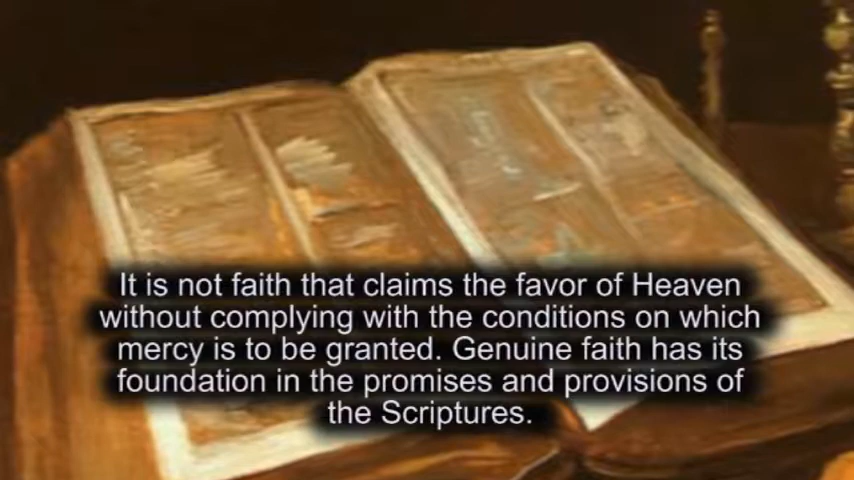 It is not faith that claims the favor of Heaven
without complying with the conditions on which
mercy is to be granted. Genuine faith has its
foundation in the promises and provisions of
the Scriptures.